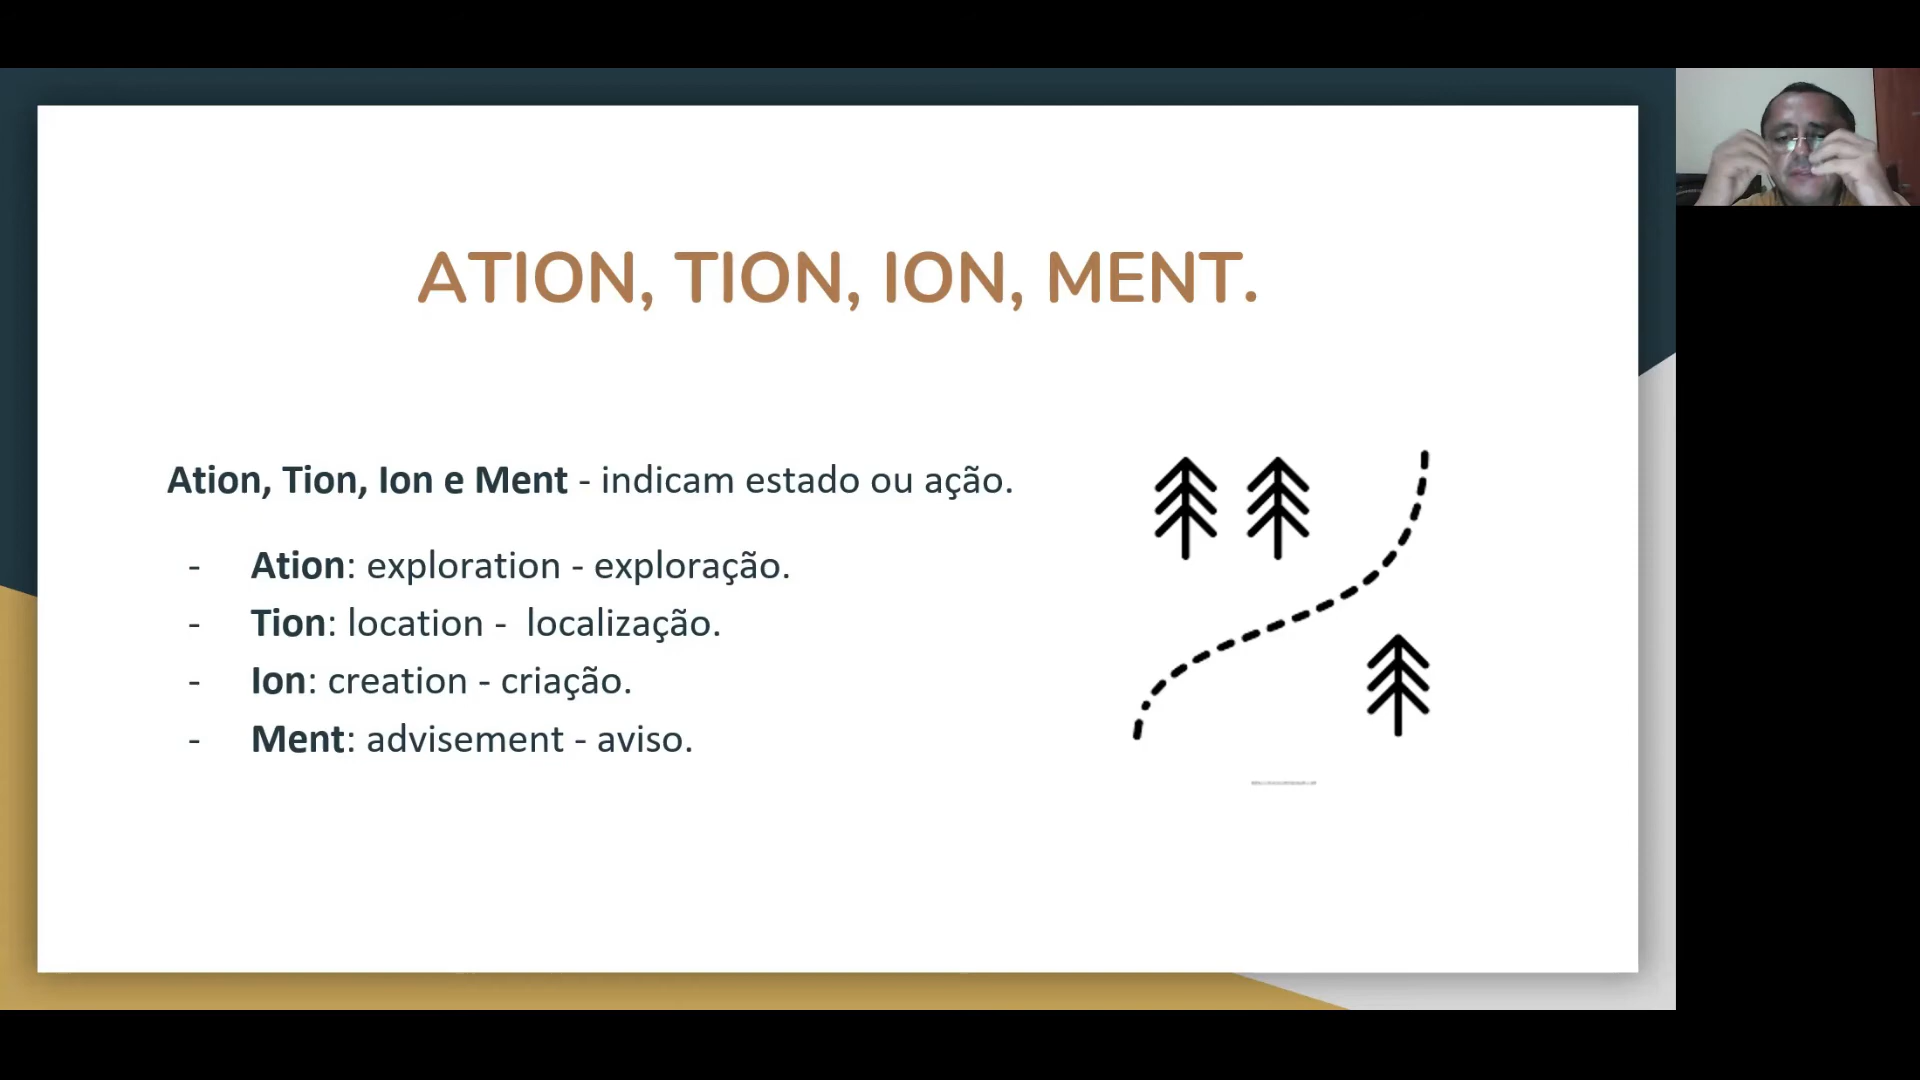 ATION, TION, ION, MENT.
Ation, Tion, Ion e Ment - indicam estado ou ação.
- Ation: exploration - exploração.
- Tion: location - localização.
- Ion: creation - criação.
- Ment: advisement - aviso.